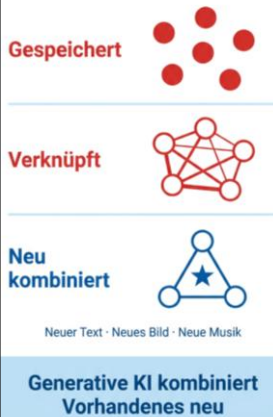 Gespeichert
Verknüpft
Neu
kombiniert
Neuer Text · Neues Bild · Neue Musik
Generative KI kombiniert
Vorhandenes neu